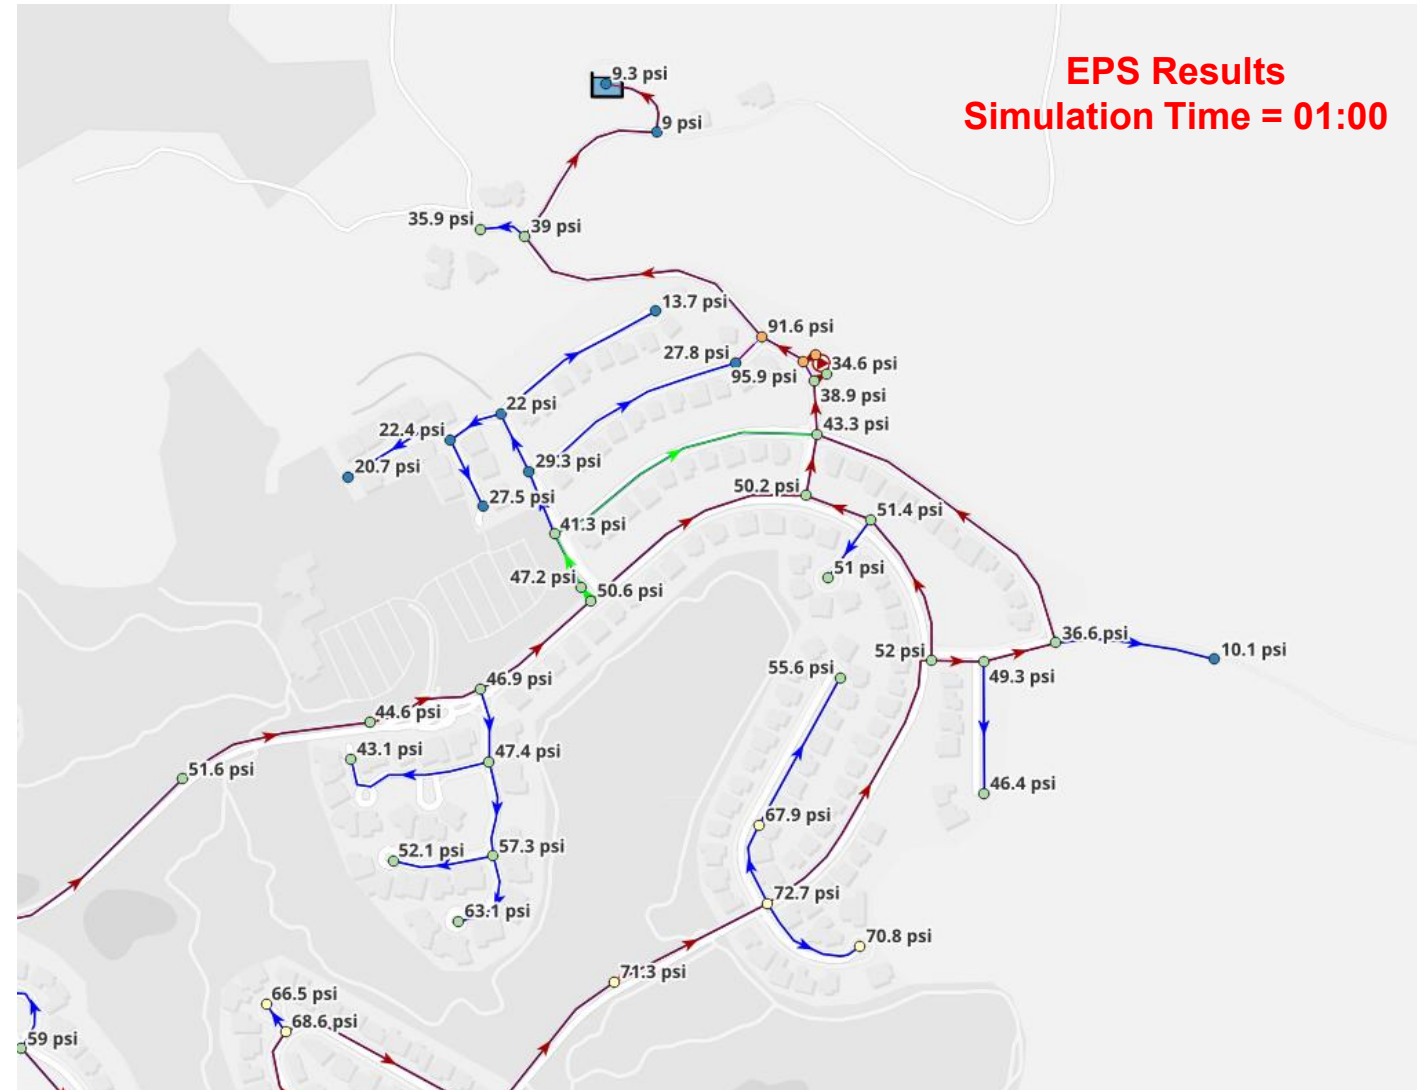 EPS Results
Simulation Time = 01:00
9.3 psi
9 psi
35.9 psi
39 psi
13.7 psi
91.6 psi
27.8 psi
34.6 psi
95.9 psi
38.9 psi
22 psi
43.3 psi
22.4 psi
29.3 psi
20.7 psi
27.5 psi
50.2 psi
51.4 psi
41.3 psi
51 psi
47.2 psi
50.6 psi
36.6 psi
52 psi
10.1 psi
55.6 psi
49.3 psi
46.9 psi
44.6 psi
43.1 psi
47.4 psi
51.6 psi
46.4 psi
67.9 psi
52.1 psi
57.3 psi
72.7 psi
63.1 psi
70.8 psi
71.3 psi
66.5 psi
68.6 psi
59 psi